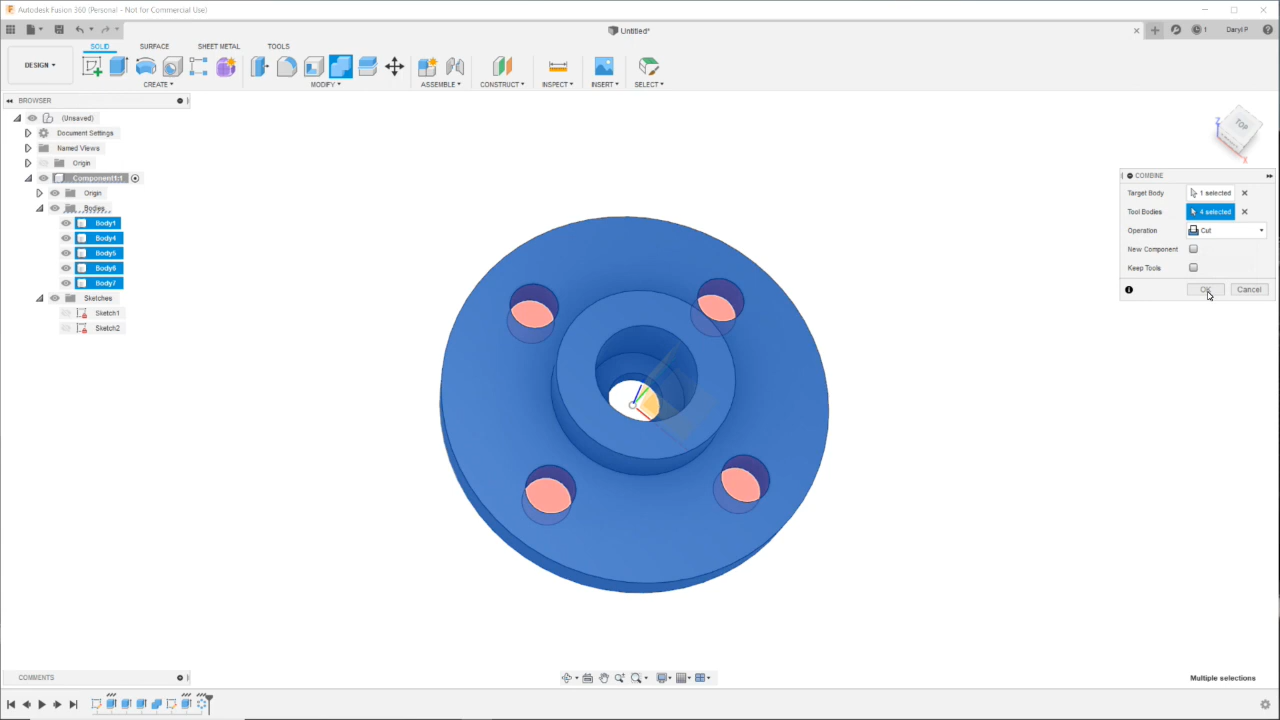 Autodesk Fusion 360 (Personal - Not for Commercial Use)
Untitled*
1
Daryl P
DESIGN
SOLID SURFACE SHEET METAL TOOLS
CREATE MODIFY ASSEMBLE CONSTRUCT INSPECT INSERT SELECT
BROWSER
(Unsaved)
Document Settings
Named Views
Origin
Component1:1
Origin
Bodies
Body1
Body4
Body5
Body6
Body7
Sketches
Sketch1
Sketch2
TOP
Z
X
COMBINE
Target Body 1 selected
Tool Bodies 4 selected
Operation Cut
New Component
Keep Tools
OK Cancel
COMMENTS
Multiple selections